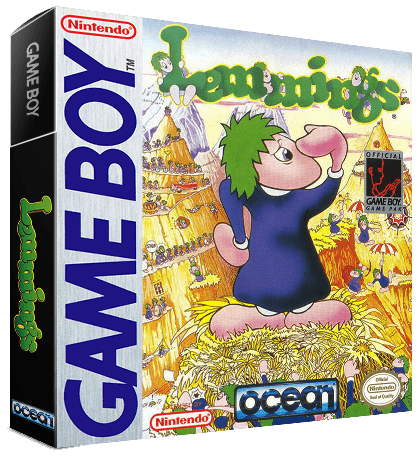 GAME BOY
Lemmings
ocean
Nintendo
GAME BOY
TM
Lemmings
®
OFFICIAL
GAME BOY
GAME PAK
Nintendo
ocean
Official
Nintendo
Seal of Quality